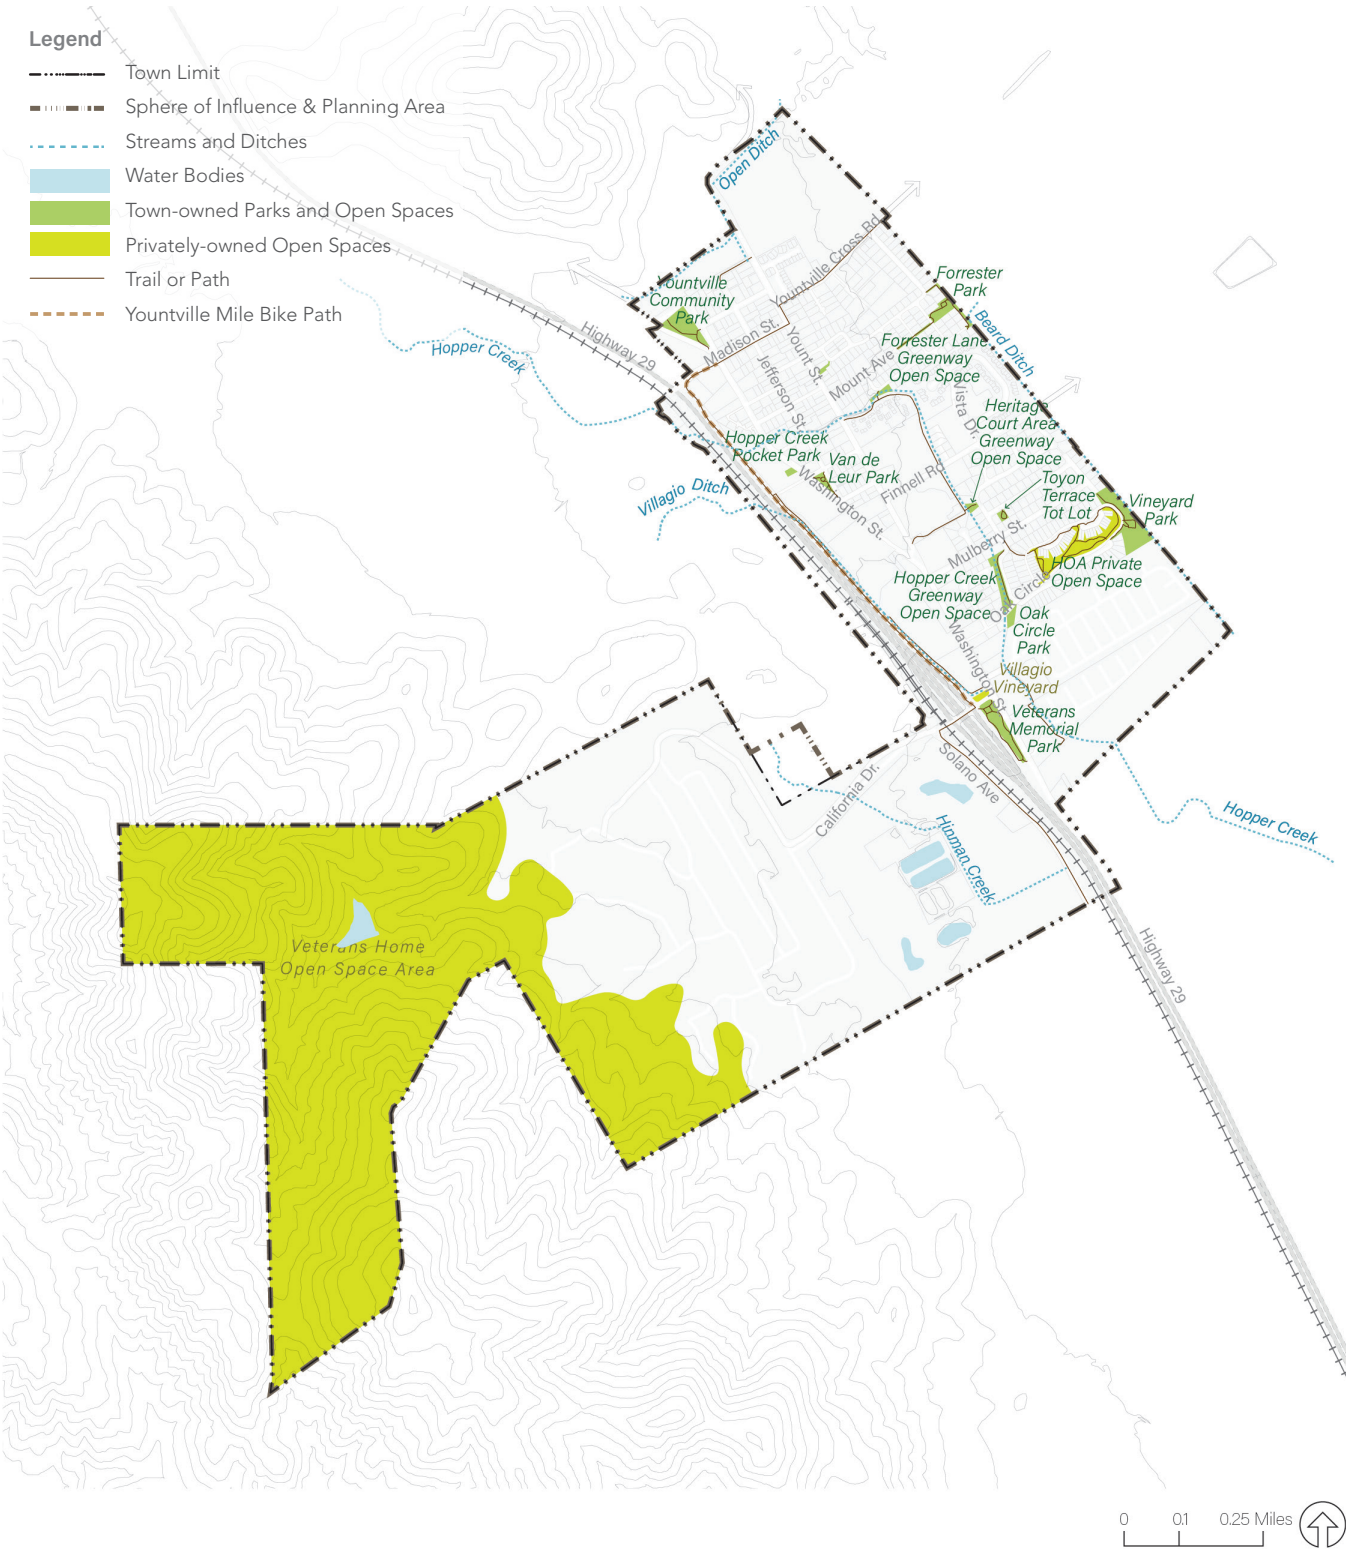 Legend
Town Limit
Sphere of Influence & Planning Area
Streams and Ditches
Water Bodies
Town-owned Parks and Open Spaces
Privately-owned Open Spaces
Trail or Path
Yountville Mile Bike Path
Open Ditch
Yountville Cross Rd
Yountville
Community
Park
Forrester
Park
Beard Ditch
Highway 29
Hopper Creek
Madison St.
Yount St.
Jefferson St.
Mount Ave
Forrester Lane
Greenway
Open Space
Vista Dr.
Heritage
Court Area
Greenway
Open Space
Hopper Creek
Pocket Park
Van de
Leur Park
Washington St.
Finnell Rd
Villagio Ditch
Toyon
Terrace
Tot Lot
Vineyard
Park
Mulberry St.
HOA Private
Open Space
Hopper Creek
Greenway
Open Space
Oak Circle
Oak
Circle
Park
Washington St
Villagio
Vineyard
Veterans
Memorial
Park
Solano Ave
California Dr.
Hinman Creek
Hopper Creek
Veterans Home
Open Space Area
Highway 29
0
0.1
0.25 Miles